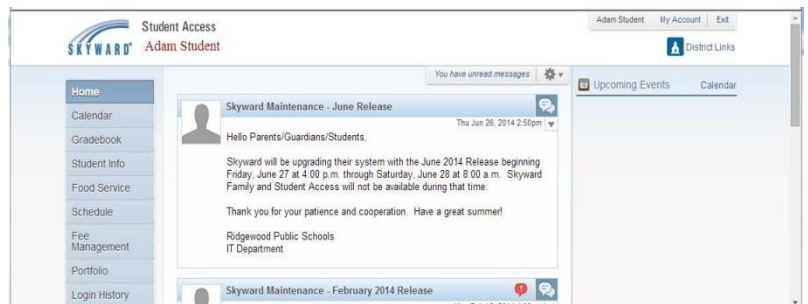 Student Access
SKYWARD
Adam Student
Adam Student My Account Exit
District Links
You have unread messages
Home
Calendar
Gradebook
Student Info
Food Service
Schedule
Fee
Management
Portfolio
Login History
Skyward Maintenance - June Release
Thu Jun 26, 2014 2:50pm
Hello Parents/Guardians/Students,
Skyward will be upgrading their system with the June 2014 Release beginning
Friday, June 27 at 4:00 p.m. through Saturday, June 28 at 8:00 a.m. Skyward
Family and Student Access will not be available during that time.
Thank you for your patience and cooperation. Have a great summer!
Ridgewood Public Schools
IT Department
Skyward Maintenance - February 2014 Release
Upcoming Events Calendar